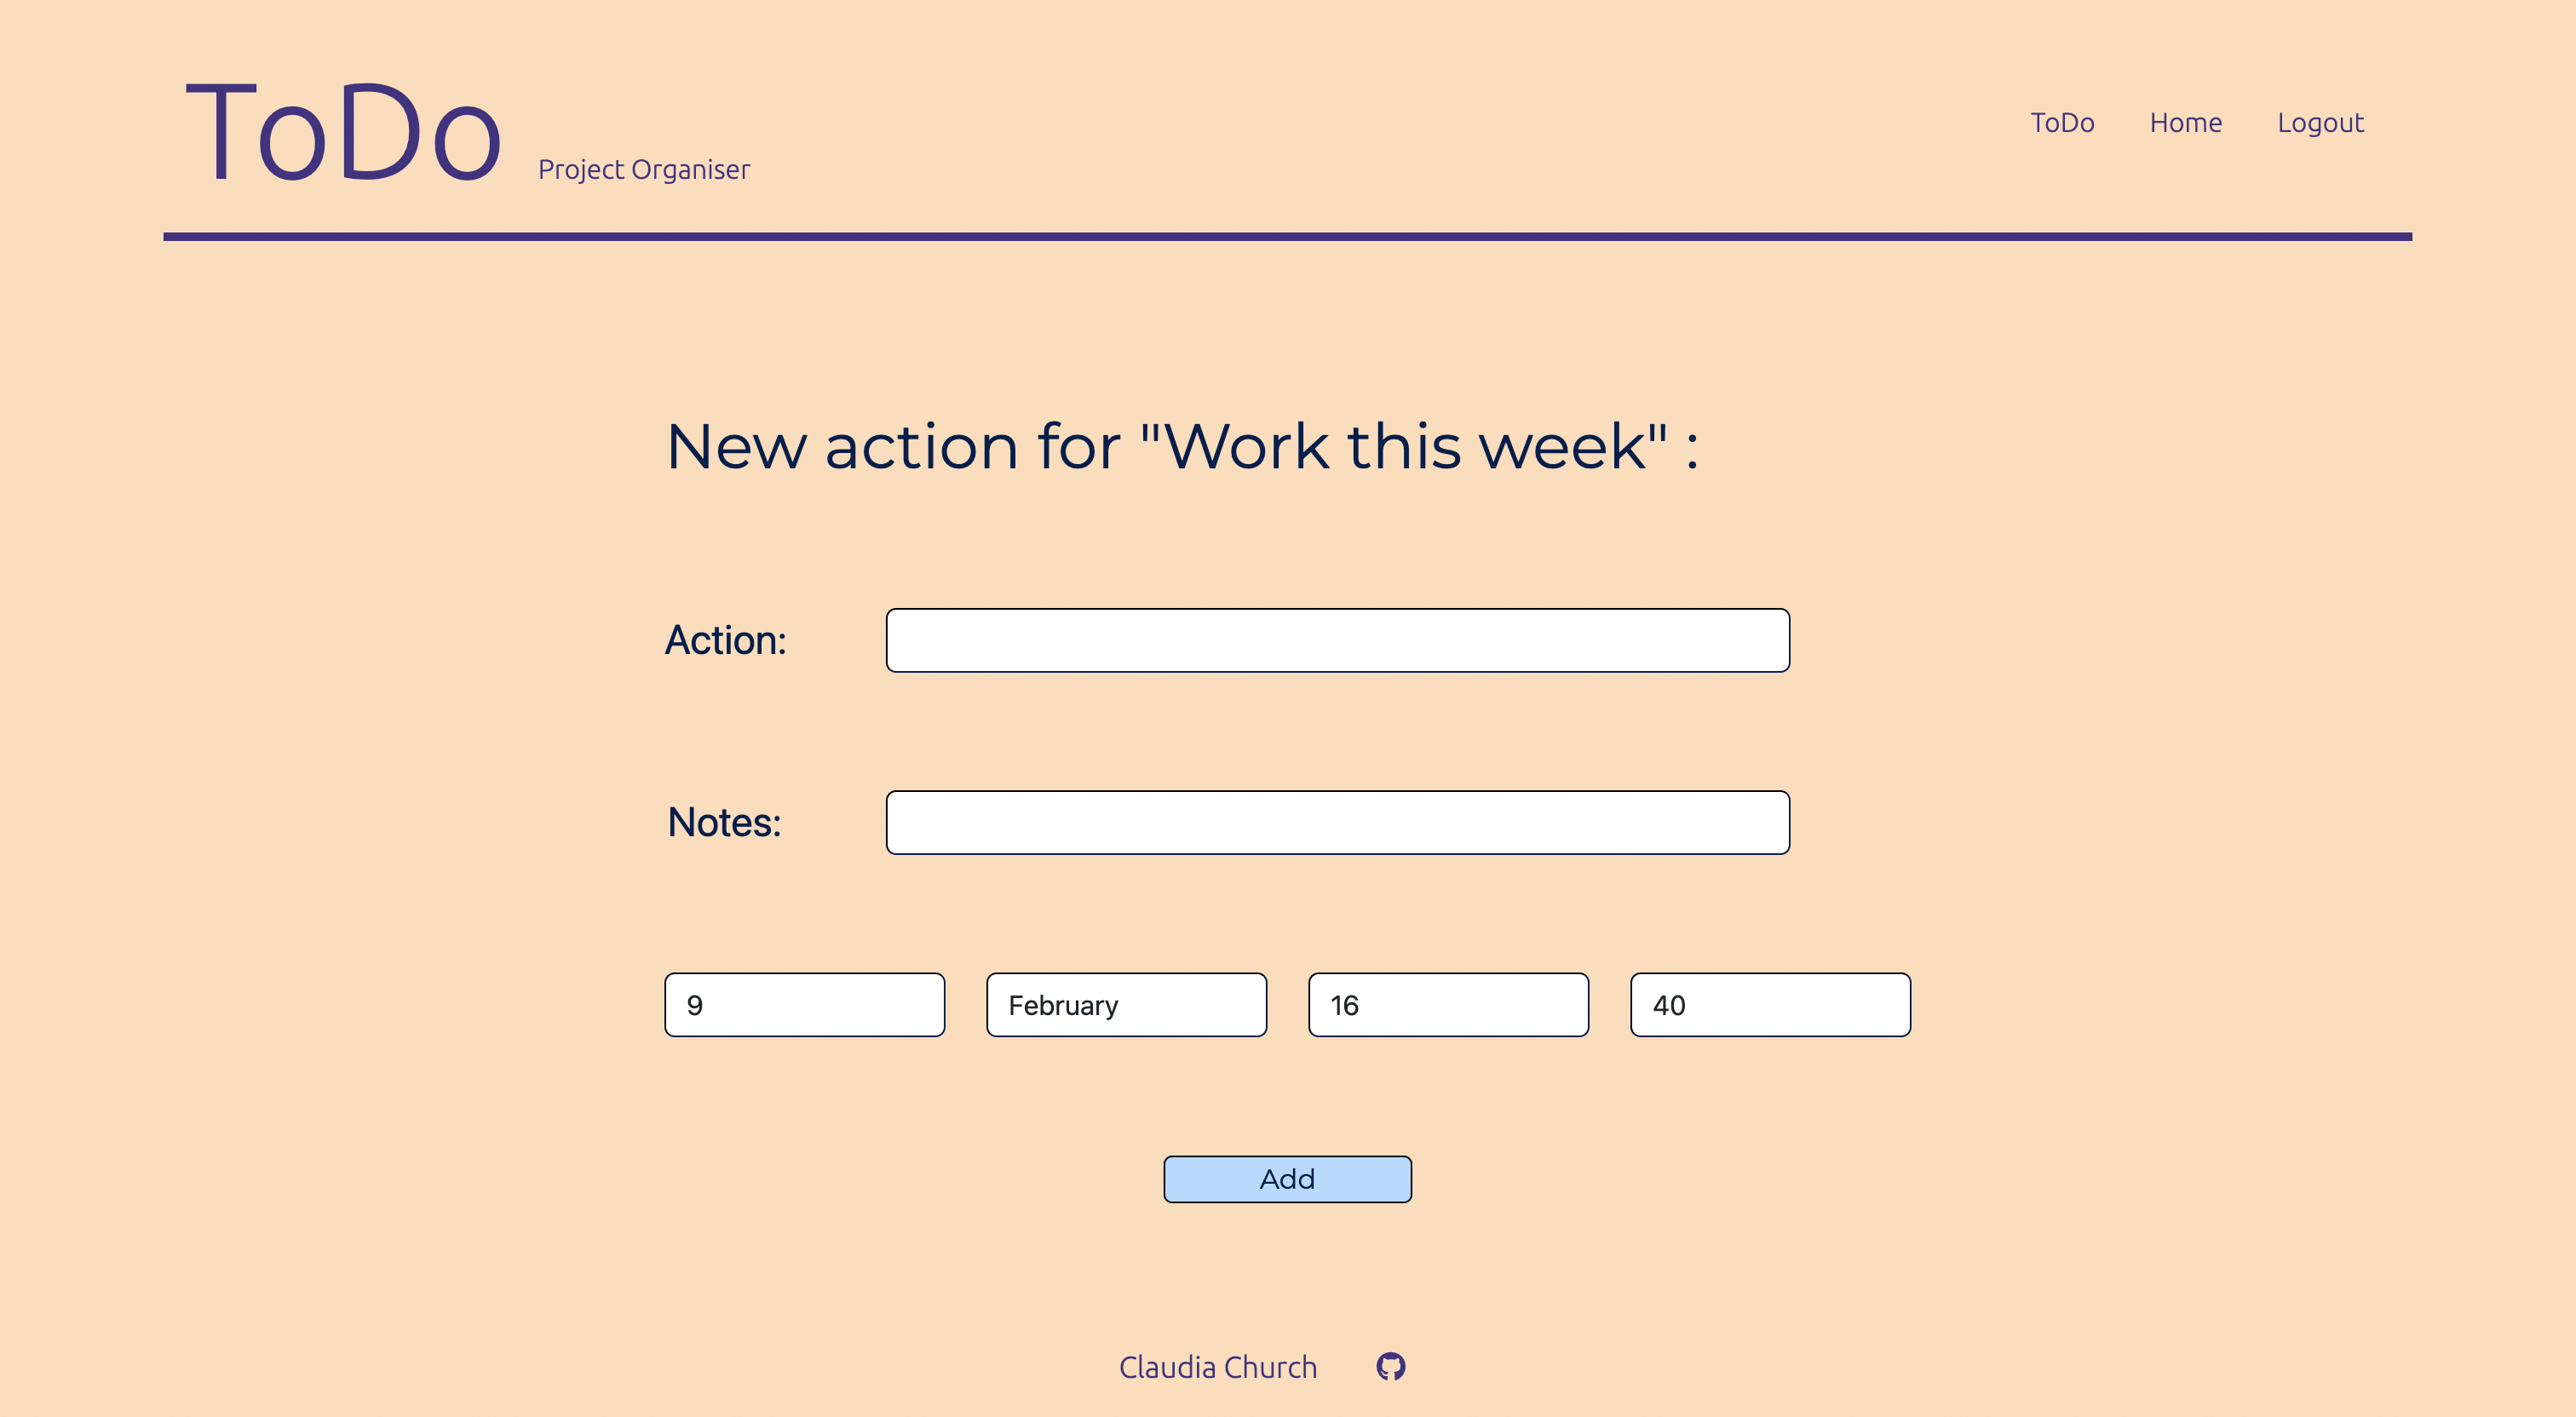 ToDo Project Organiser
ToDo Home Logout
New action for "Work this week" :
Action:
Notes:
9 February 16 40
Add
Claudia Church